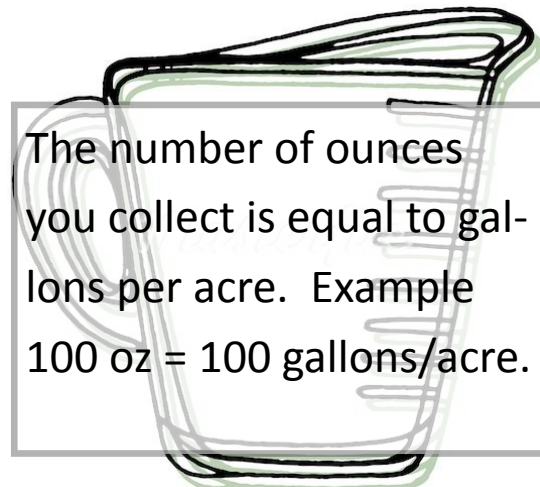 The number of ounces
you collect is equal to gal-
lons per acre.  Example
100 oz = 100 gallons/acre.